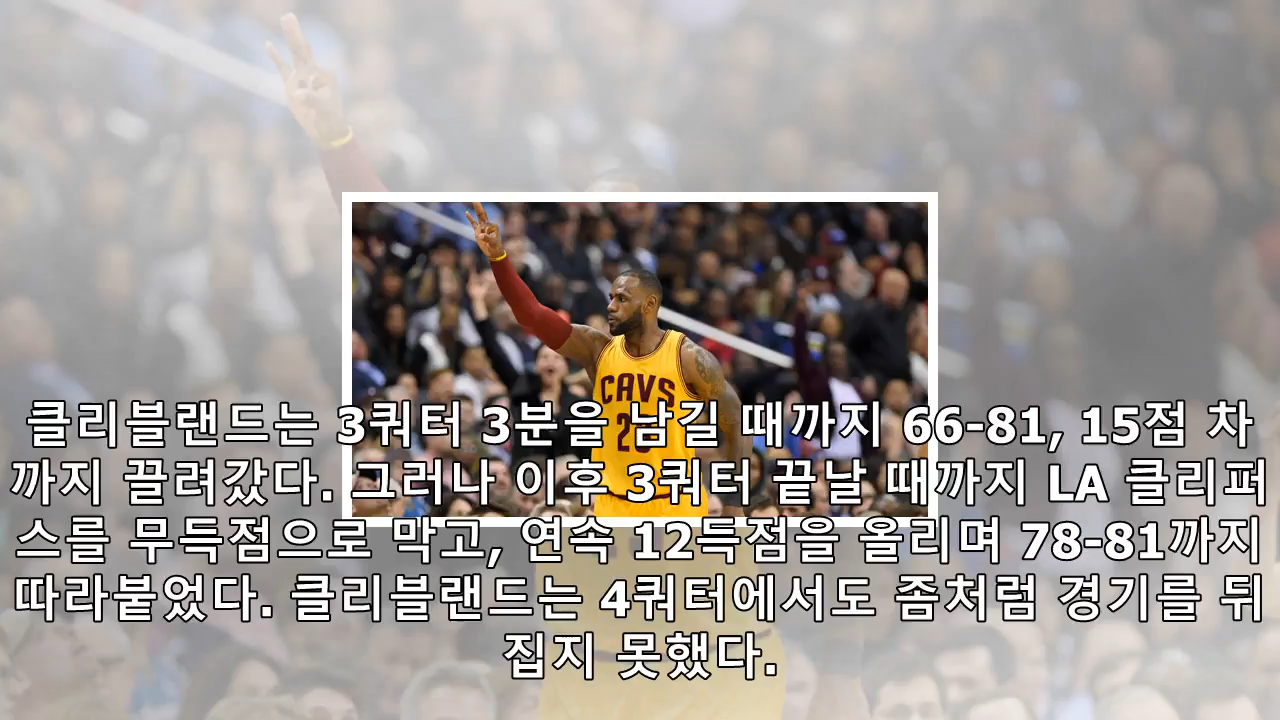 CAVS
클리블랜드는 3쿼터 3분을 남길 때까지 66-81, 15점 차
까지 끌려갔다. 그러나 이후 3쿼터 끝날 때까지 LA 클리퍼
스를 무득점으로 막고, 연속 12득점을 올리며 78-81까지
따라붙었다. 클리블랜드는 4쿼터에서도 좀처럼 경기를 뒤
집지 못했다.